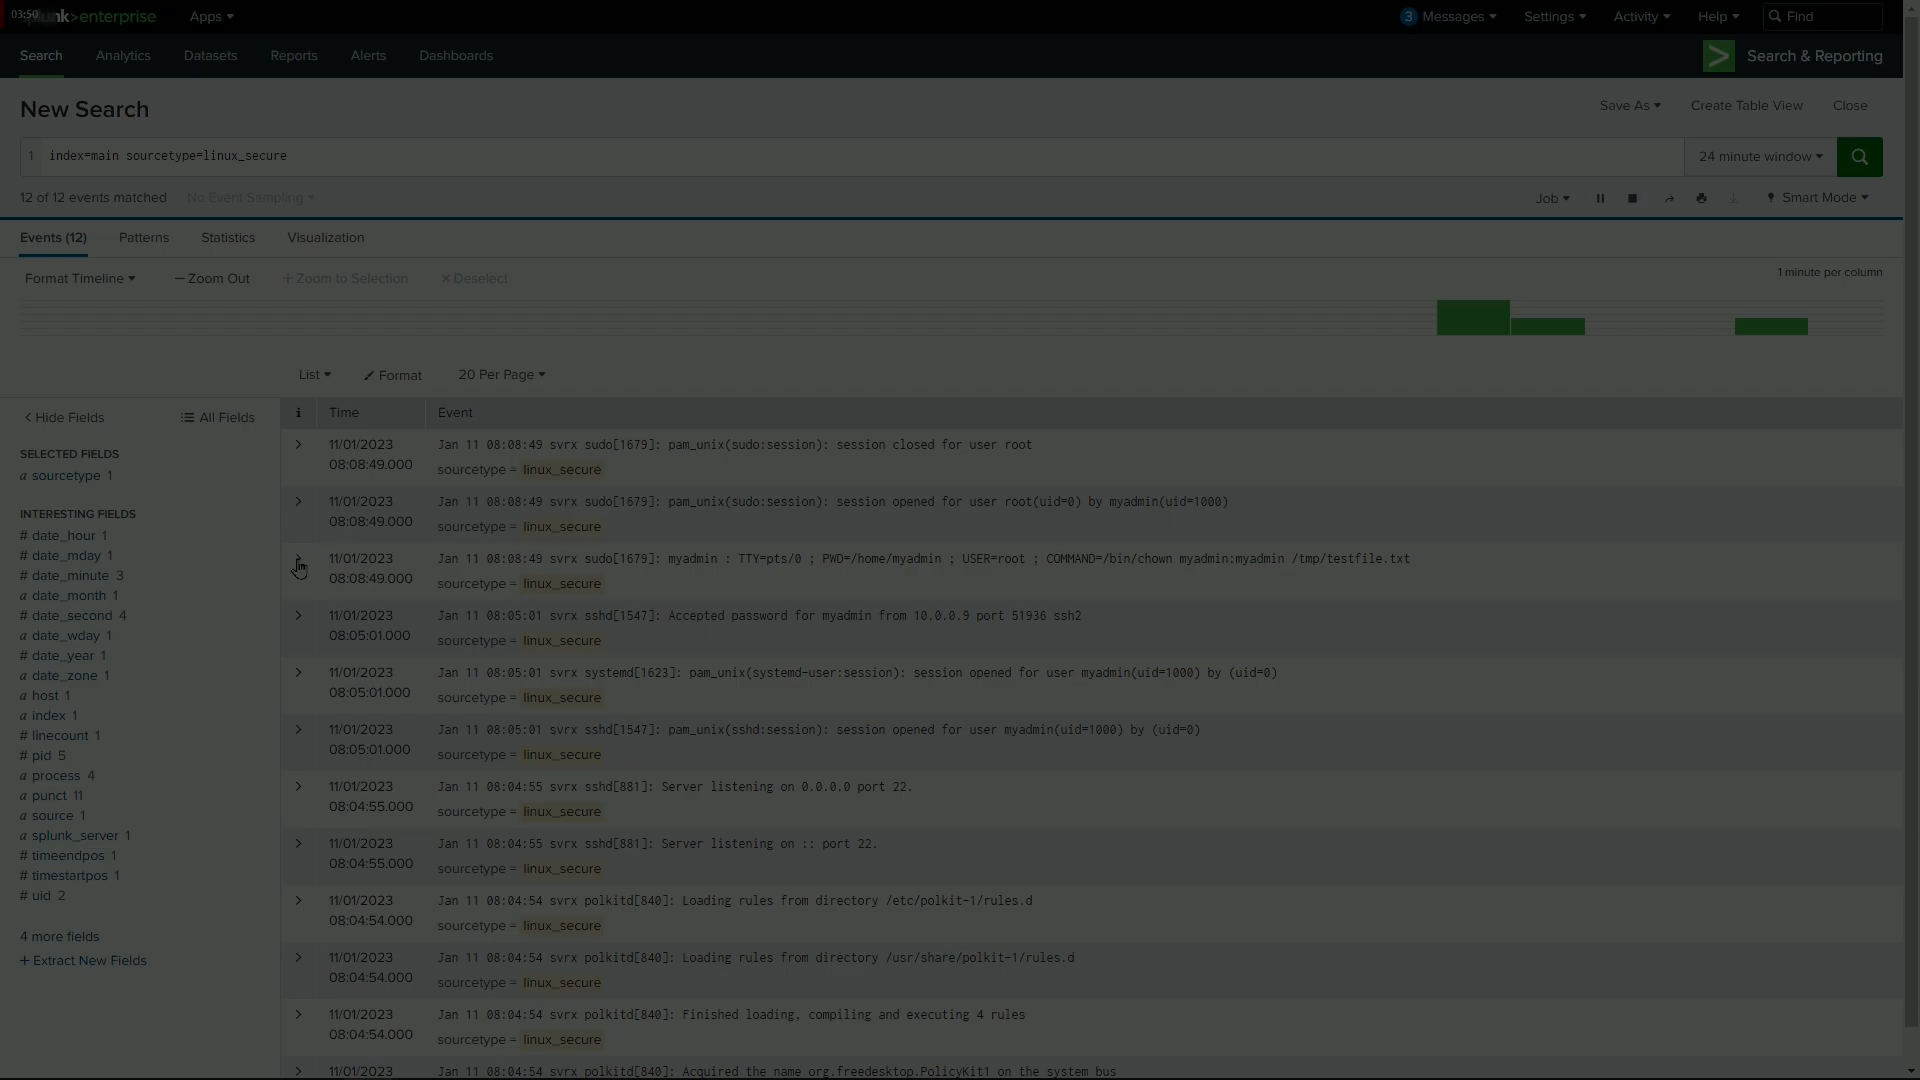 03:50 splunk>enterprise Apps 3 Messages Settings Activity Help Find
Search Analytics Datasets Reports Alerts Dashboards Search & Reporting
New Search Save As Create Table View Close
1 index=main sourcetype=linux_secure 24 minute window
12 of 12 events matched No Event Sampling Job Smart Mode
Events (12) Patterns Statistics Visualization
Format Timeline — Zoom Out + Zoom to Selection × Deselect 1 minute per column
List Format 20 Per Page
< Hide Fields All Fields
SELECTED FIELDS
a sourcetype 1
INTERESTING FIELDS
# date_hour 1
# date_mday 1
# date_minute 3
a date_month 1
# date_second 4
a date_wday 1
# date_year 1
a date_zone 1
a host 1
a index 1
# linecount 1
# pid 5
a process 4
a punct 11
a source 1
a splunk_server 1
# timeendpos 1
# timestartpos 1
# uid 2
4 more fields
+ Extract New Fields
i Time Event
> 11/01/2023 Jan 11 08:08:49 svrx sudo[1679]: pam_unix(sudo:session): session closed for user root
08:08:49.000 sourcetype = linux_secure
> 11/01/2023 Jan 11 08:08:49 svrx sudo[1679]: pam_unix(sudo:session): session opened for user root(uid=0) by myadmin(uid=1000)
08:08:49.000 sourcetype = linux_secure
11/01/2023 Jan 11 08:08:49 svrx sudo[1679]: myadmin : TTY=pts/0 ; PWD=/home/myadmin ; USER=root ; COMMAND=/bin/chown myadmin:myadmin /tmp/testfile.txt
08:08:49.000 sourcetype = linux_secure
> 11/01/2023 Jan 11 08:05:01 svrx sshd[1547]: Accepted password for myadmin from 10.0.0.9 port 51936 ssh2
08:05:01.000 sourcetype = linux_secure
> 11/01/2023 Jan 11 08:05:01 svrx systemd[1623]: pam_unix(systemd-user:session): session opened for user myadmin(uid=1000) by (uid=0)
08:05:01.000 sourcetype = linux_secure
> 11/01/2023 Jan 11 08:05:01 svrx sshd[1547]: pam_unix(sshd:session): session opened for user myadmin(uid=1000) by (uid=0)
08:05:01.000 sourcetype = linux_secure
> 11/01/2023 Jan 11 08:04:55 svrx sshd[881]: Server listening on 0.0.0.0 port 22.
08:04:55.000 sourcetype = linux_secure
> 11/01/2023 Jan 11 08:04:55 svrx sshd[881]: Server listening on :: port 22.
08:04:55.000 sourcetype = linux_secure
> 11/01/2023 Jan 11 08:04:54 svrx polkitd[840]: Loading rules from directory /etc/polkit-1/rules.d
08:04:54.000 sourcetype = linux_secure
> 11/01/2023 Jan 11 08:04:54 svrx polkitd[840]: Loading rules from directory /usr/share/polkit-1/rules.d
08:04:54.000 sourcetype = linux_secure
> 11/01/2023 Jan 11 08:04:54 svrx polkitd[840]: Finished loading, compiling and executing 4 rules
08:04:54.000 sourcetype = linux_secure
> 11/01/2023 Jan 11 08:04:54 svrx polkitd[840]: Acquired the name org.freedesktop.PolicyKit1 on the system bus